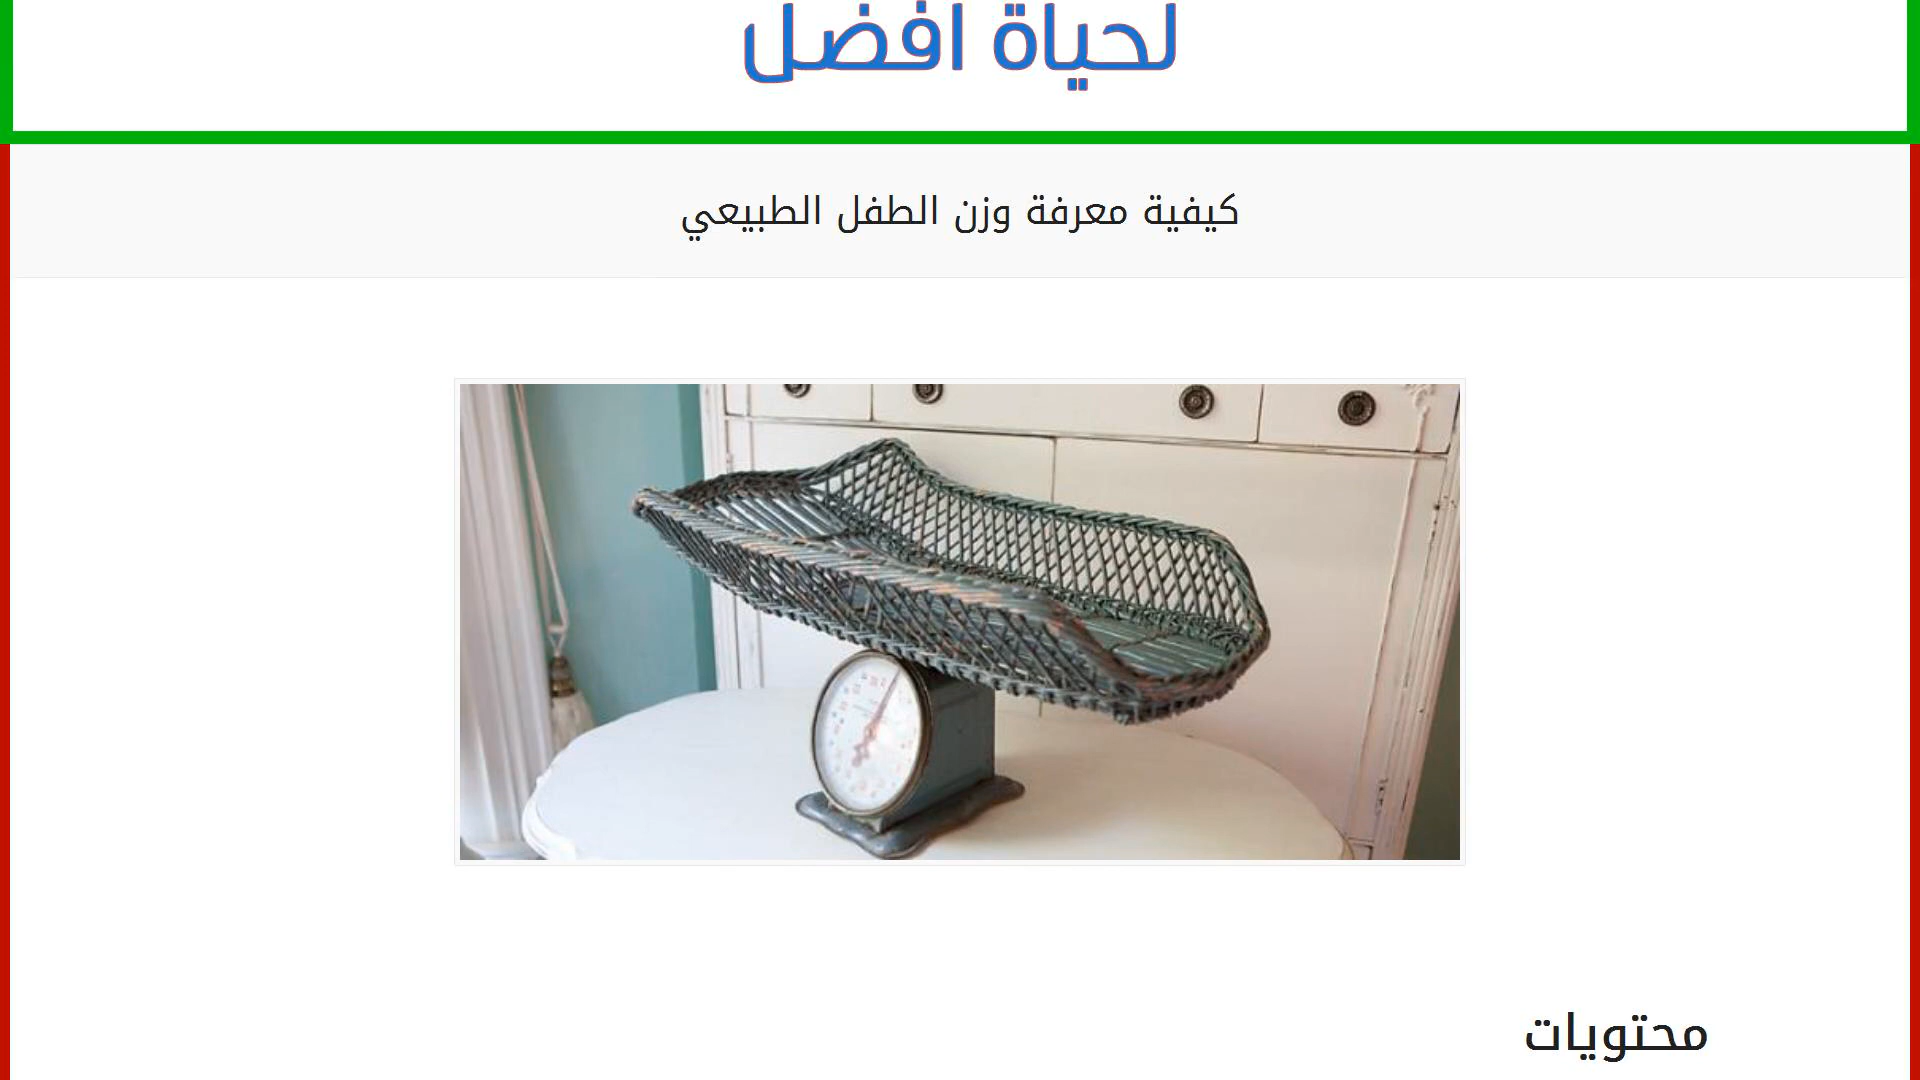 لحياة افضل
كيفية معرفة وزن الطفل الطبيعي
محتويات